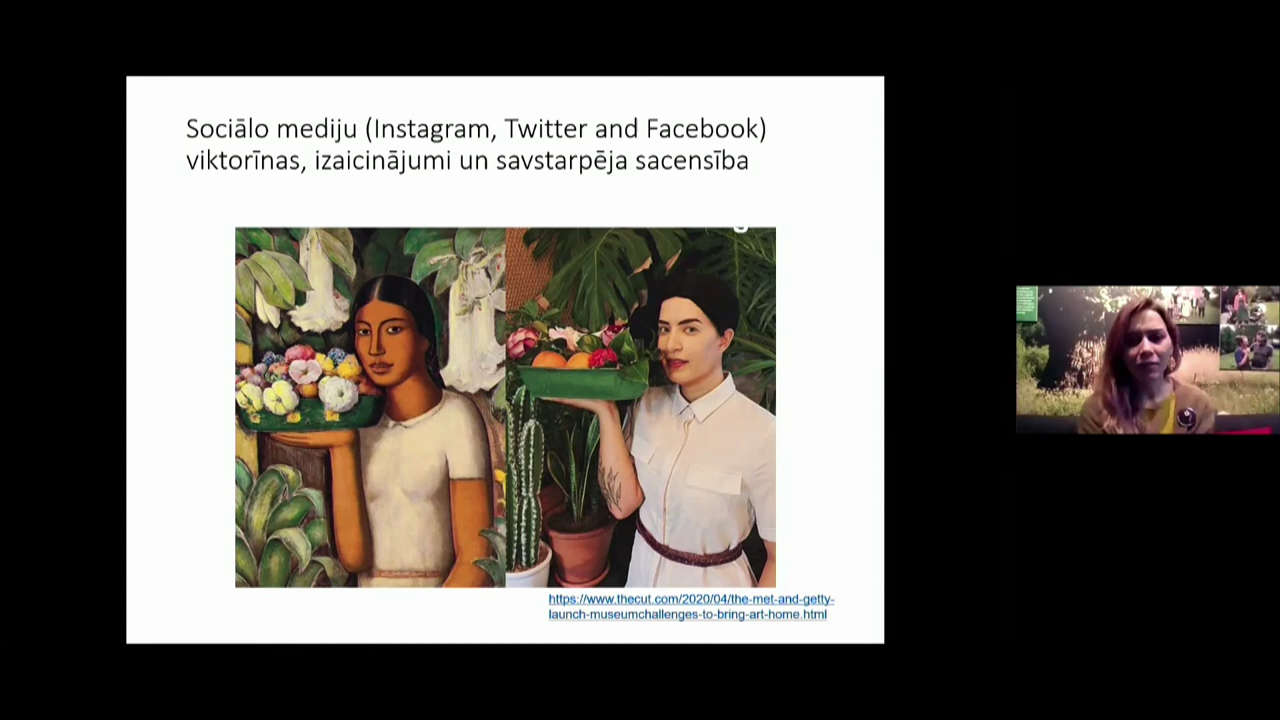 Sociālo mediju (Instagram, Twitter and Facebook)
viktorīnas, izaicinājumi un savstarpēja sacensība
https://www.thecut.com/2020/04/the-met-and-getty-
launch-museumchallenges-to-bring-art-home.html